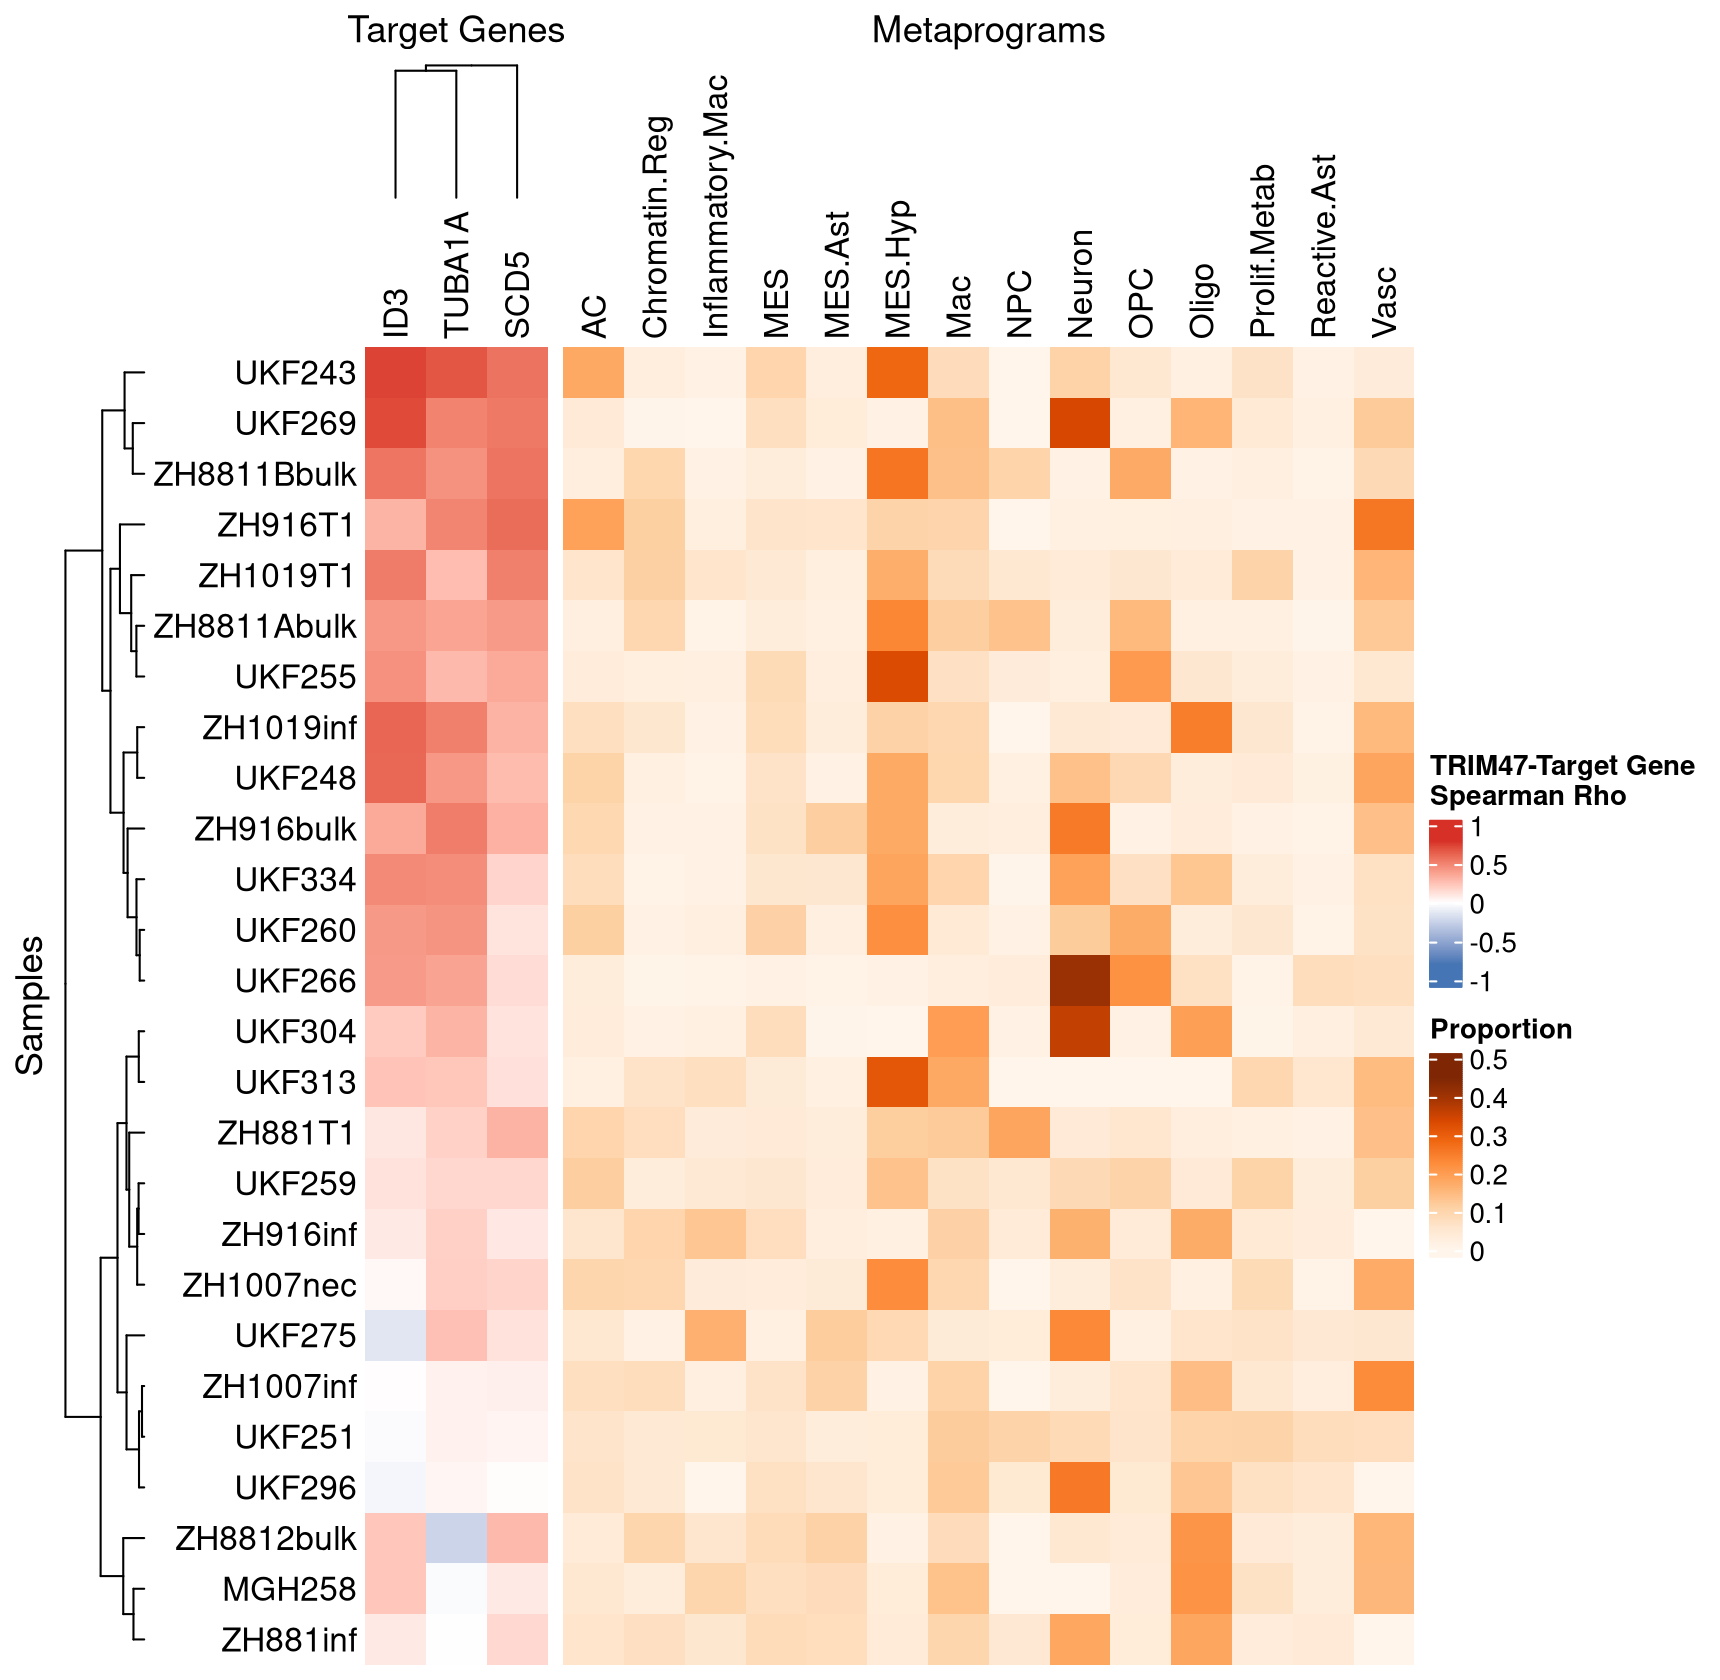 Target Genes
Metaprograms
ID3
TUBA1A
SCD5
AC
Chromatin.Reg
Inflammatory.Mac
MES
MES.Ast
MES.Hyp
Mac
NPC
Neuron
OPC
Oligo
Prolif.Metab
Reactive.Ast
Vasc
Samples
UKF243
UKF269
ZH8811Bbulk
ZH916T1
ZH1019T1
ZH8811Abulk
UKF255
ZH1019inf
UKF248
ZH916bulk
UKF334
UKF260
UKF266
UKF304
UKF313
ZH881T1
UKF259
ZH916inf
ZH1007nec
UKF275
ZH1007inf
UKF251
UKF296
ZH8812bulk
MGH258
ZH881inf
TRIM47-Target Gene
Spearman Rho
1
0.5
0
-0.5
-1
Proportion
0.5
0.4
0.3
0.2
0.1
0